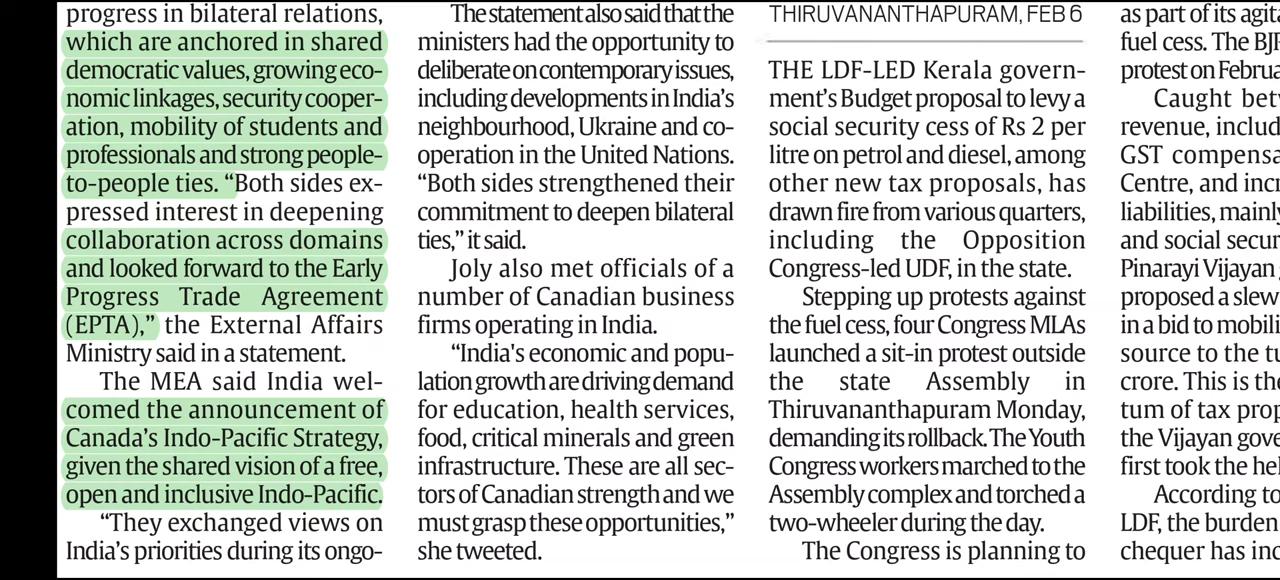 progress in bilateral relations,
which are anchored in shared
democratic values, growing eco-
nomic linkages, security cooper-
ation, mobility of students and
professionals and strong people-
to-people ties. “Both sides ex-
pressed interest in deepening
collaboration across domains
and looked forward to the Early
Progress Trade Agreement
(EPTA),” the External Affairs
Ministry said in a statement.
The MEA said India wel-
comed the announcement of
Canada’s Indo-Pacific Strategy,
given the shared vision of a free,
open and inclusive Indo-Pacific.
“They exchanged views on
India’s priorities during its ongo-
The statement also said that the
ministers had the opportunity to
deliberate on contemporary issues,
including developments in India’s
neighbourhood, Ukraine and co-
operation in the United Nations.
“Both sides strengthened their
commitment to deepen bilateral
ties,” it said.
Joly also met officials of a
number of Canadian business
firms operating in India.
“India's economic and popu-
lation growth are driving demand
for education, health services,
food, critical minerals and green
infrastructure. These are all sec-
tors of Canadian strength and we
must grasp these opportunities,”
she tweeted.
THIRUVANANTHAPURAM, FEB 6
THE LDF-LED Kerala govern-
ment’s Budget proposal to levy a
social security cess of Rs 2 per
litre on petrol and diesel, among
other new tax proposals, has
drawn fire from various quarters,
including the Opposition
Congress-led UDF, in the state.
Stepping up protests against
the fuel cess, four Congress MLAs
launched a sit-in protest outside
the state Assembly in
Thiruvananthapuram Monday,
demanding its rollback. The Youth
Congress workers marched to the
Assembly complex and torched a
two-wheeler during the day.
The Congress is planning to
as part of its
fuel cess. The
protest on
Caught
revenue,
GST
Centre, and
liabilities,
and social
Pinarayi Vijayan
proposed a slew
in a bid to
source to the
crore. This is the
tum of tax
the Vijayan
first took the
According to
LDF, the burden
chequer has